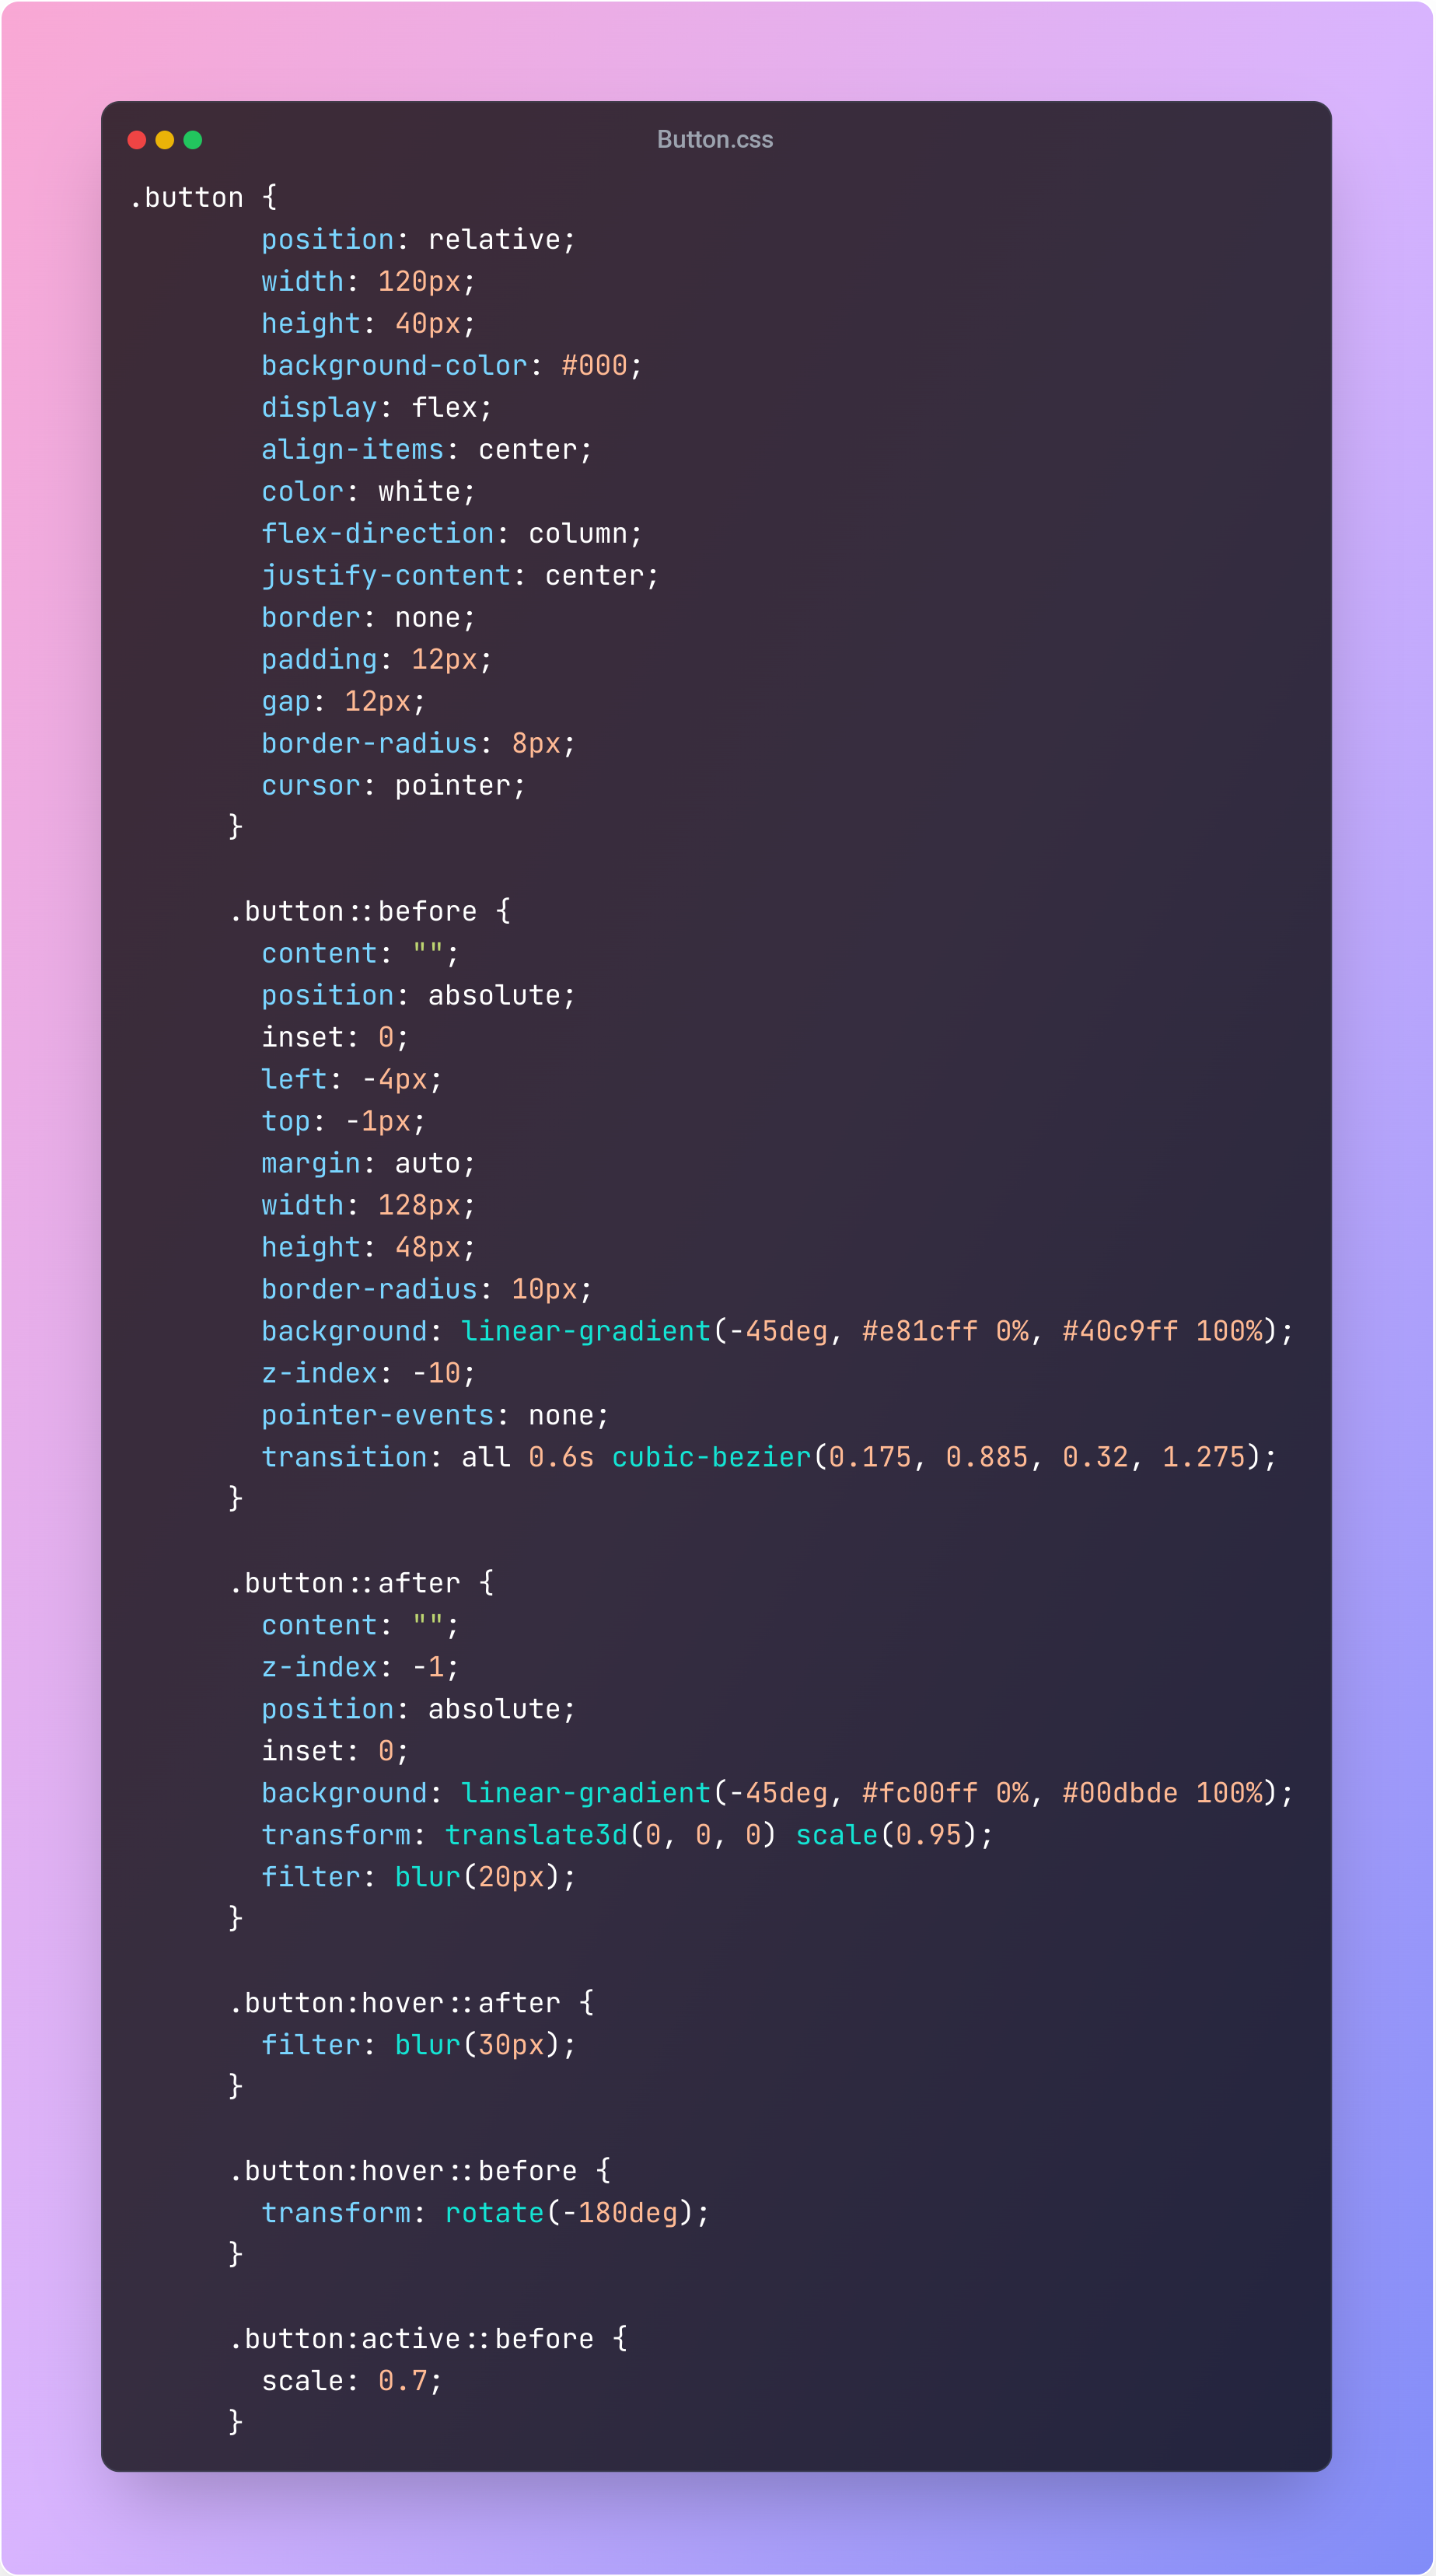 Button.css
.button {
        position: relative;
        width: 120px;
        height: 40px;
        background-color: #000;
        display: flex;
        align-items: center;
        color: white;
        flex-direction: column;
        justify-content: center;
        border: none;
        padding: 12px;
        gap: 12px;
        border-radius: 8px;
        cursor: pointer;
      }

      .button::before {
        content: "";
        position: absolute;
        inset: 0;
        left: -4px;
        top: -1px;
        margin: auto;
        width: 128px;
        height: 48px;
        border-radius: 10px;
        background: linear-gradient(-45deg, #e81cff 0%, #40c9ff 100%);
        z-index: -10;
        pointer-events: none;
        transition: all 0.6s cubic-bezier(0.175, 0.885, 0.32, 1.275);
      }

      .button::after {
        content: "";
        z-index: -1;
        position: absolute;
        inset: 0;
        background: linear-gradient(-45deg, #fc00ff 0%, #00dbde 100%);
        transform: translate3d(0, 0, 0) scale(0.95);
        filter: blur(20px);
      }

      .button:hover::after {
        filter: blur(30px);
      }

      .button:hover::before {
        transform: rotate(-180deg);
      }

      .button:active::before {
        scale: 0.7;
      }